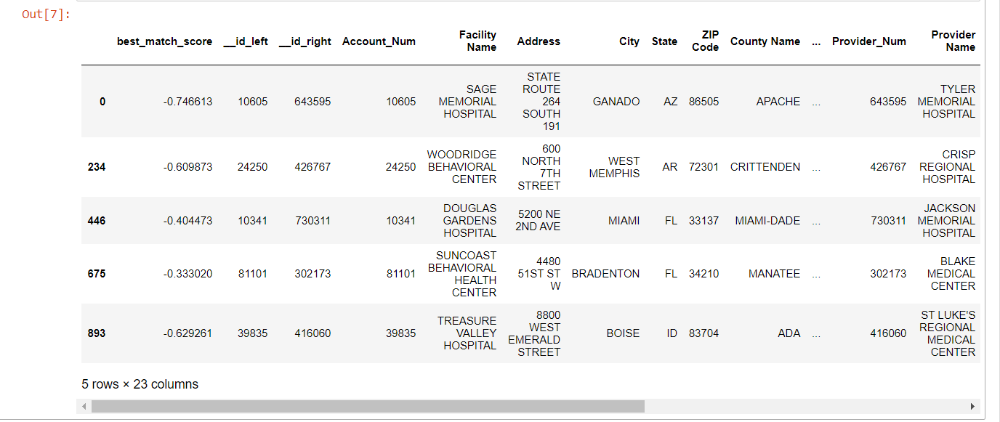 Out[7]:
best_match_score __id_left __id_right Account_Num Facility Name Address City State ZIP Code County Name ... Provider_Num Provider Name
0 -0.746613 10605 643595 10605 SAGE MEMORIAL HOSPITAL STATE ROUTE 264 SOUTH 191 GANADO AZ 86505 APACHE ... 643595 TYLER MEMORIAL HOSPITAL
234 -0.609873 24250 426767 24250 WOODRIDGE BEHAVIORAL CENTER 600 NORTH 7TH STREET WEST MEMPHIS AR 72301 CRITTENDEN ... 426767 CRISP REGIONAL HOSPITAL
446 -0.404473 10341 730311 10341 DOUGLAS GARDENS HOSPITAL 5200 NE 2ND AVE MIAMI FL 33137 MIAMI-DADE ... 730311 JACKSON MEMORIAL HOSPITAL
675 -0.333020 81101 302173 81101 SUNCOAST BEHAVIORAL HEALTH CENTER 4480 51ST ST W BRADENTON FL 34210 MANATEE ... 302173 BLAKE MEDICAL CENTER
893 -0.629261 39835 416060 39835 TREASURE VALLEY HOSPITAL 8800 WEST EMERALD STREET BOISE ID 83704 ADA ... 416060 ST LUKE'S REGIONAL MEDICAL CENTER
5 rows × 23 columns